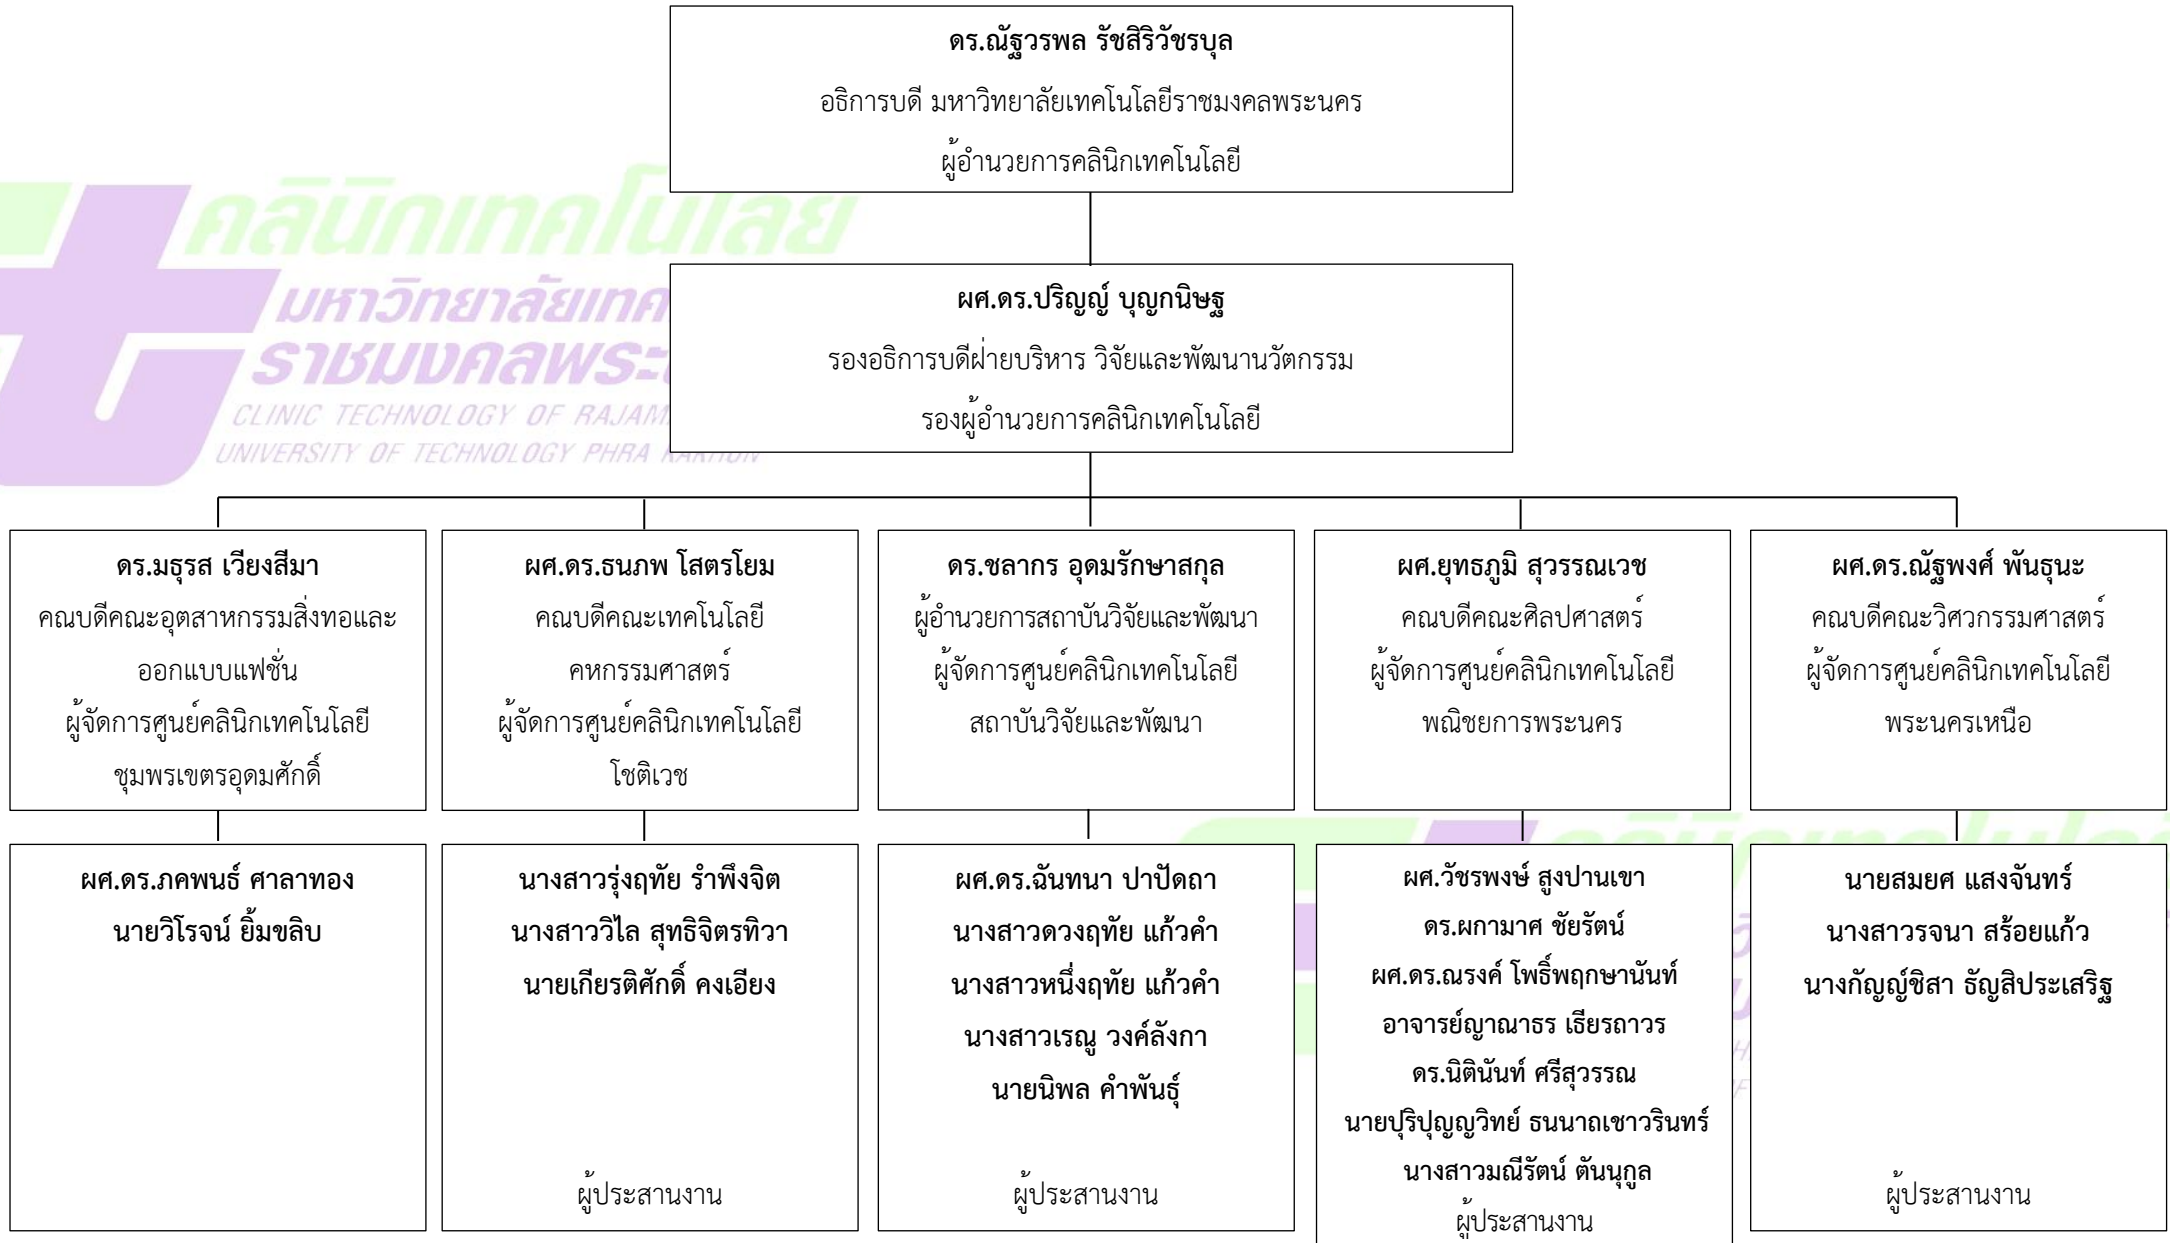 ดร.ณัฐวรพล รัชสิริวัชรบุล
อธิการบดี มหาวิทยาลัยเทคโนโลยีราชมงคลพระนคร
ผู้อำนวยการคลินิกเทคโนโลยี
คลินิกเทคโนโลยี
มหาวิทยาลัยเทค
ราชมงคลพระ
CLINIC TECHNOLOGY OF RAJAM
UNIVERSITY OF TECHNOLOGY PHRA NAKHON
ผศ.ดร.ปริญญ์ บุญกนิษฐ
รองอธิการบดีฝ่ายบริหาร วิจัยและพัฒนานวัตกรรม
รองผู้อำนวยการคลินิกเทคโนโลยี
ดร.มธุรส เวียงสีมา
คณบดีคณะอุตสาหกรรมสิ่งทอและ
ออกแบบแฟชั่น
ผู้จัดการศูนย์คลินิกเทคโนโลยี
ชุมพรเขตรอุดมศักดิ์
ผศ.ดร.ธนภพ โสตรโยม
คณบดีคณะเทคโนโลยี
คหกรรมศาสตร์
ผู้จัดการศูนย์คลินิกเทคโนโลยี
โชติเวช
ดร.ชลากร อุดมรักษาสกุล
ผู้อำนวยการสถาบันวิจัยและพัฒนา
ผู้จัดการศูนย์คลินิกเทคโนโลยี
สถาบันวิจัยและพัฒนา
ผศ.ยุทธภูมิ สุวรรณเวช
คณบดีคณะศิลปศาสตร์
ผู้จัดการศูนย์คลินิกเทคโนโลยี
พณิชยการพระนคร
ผศ.ดร.ณัฐพงศ์ พันธุนะ
คณบดีคณะวิศวกรรมศาสตร์
ผู้จัดการศูนย์คลินิกเทคโนโลยี
พระนครเหนือ
ผศ.ดร.ภคพนธ์ ศาลาทอง
นายวิโรจน์ ยิ้มขลิบ
นางสาวรุ่งฤทัย รำพึงจิต
นางสาววิไล สุทธิจิตรทิวา
นายเกียรติศักดิ์ คงเอียง
ผู้ประสานงาน
ผศ.ดร.ฉันทนา ปาปัดถา
นางสาวดวงฤทัย แก้วคำ
นางสาวหนึ่งฤทัย แก้วคำ
นางสาวเรณู วงค์ลังกา
นายนิพล คำพันธุ์
ผู้ประสานงาน
ผศ.วัชรพงษ์ สูงปานเขา
ดร.ผกามาศ ชัยรัตน์
ผศ.ดร.ณรงค์ โพธิ์พฤกษานันท์
อาจารย์ญาณาธร เธียรถาวร
ดร.นิตินันท์ ศรีสุวรรณ
นายปุริปุญญวิทย์ ธนนาถเชาวรินทร์
นางสาวมณีรัตน์ ตันนุกูล
ผู้ประสานงาน
นายสมยศ แสงจันทร์
นางสาวรจนา สร้อยแก้ว
นางกัญญ์ชิสา ธัญสิประเสริฐ
ผู้ประสานงาน